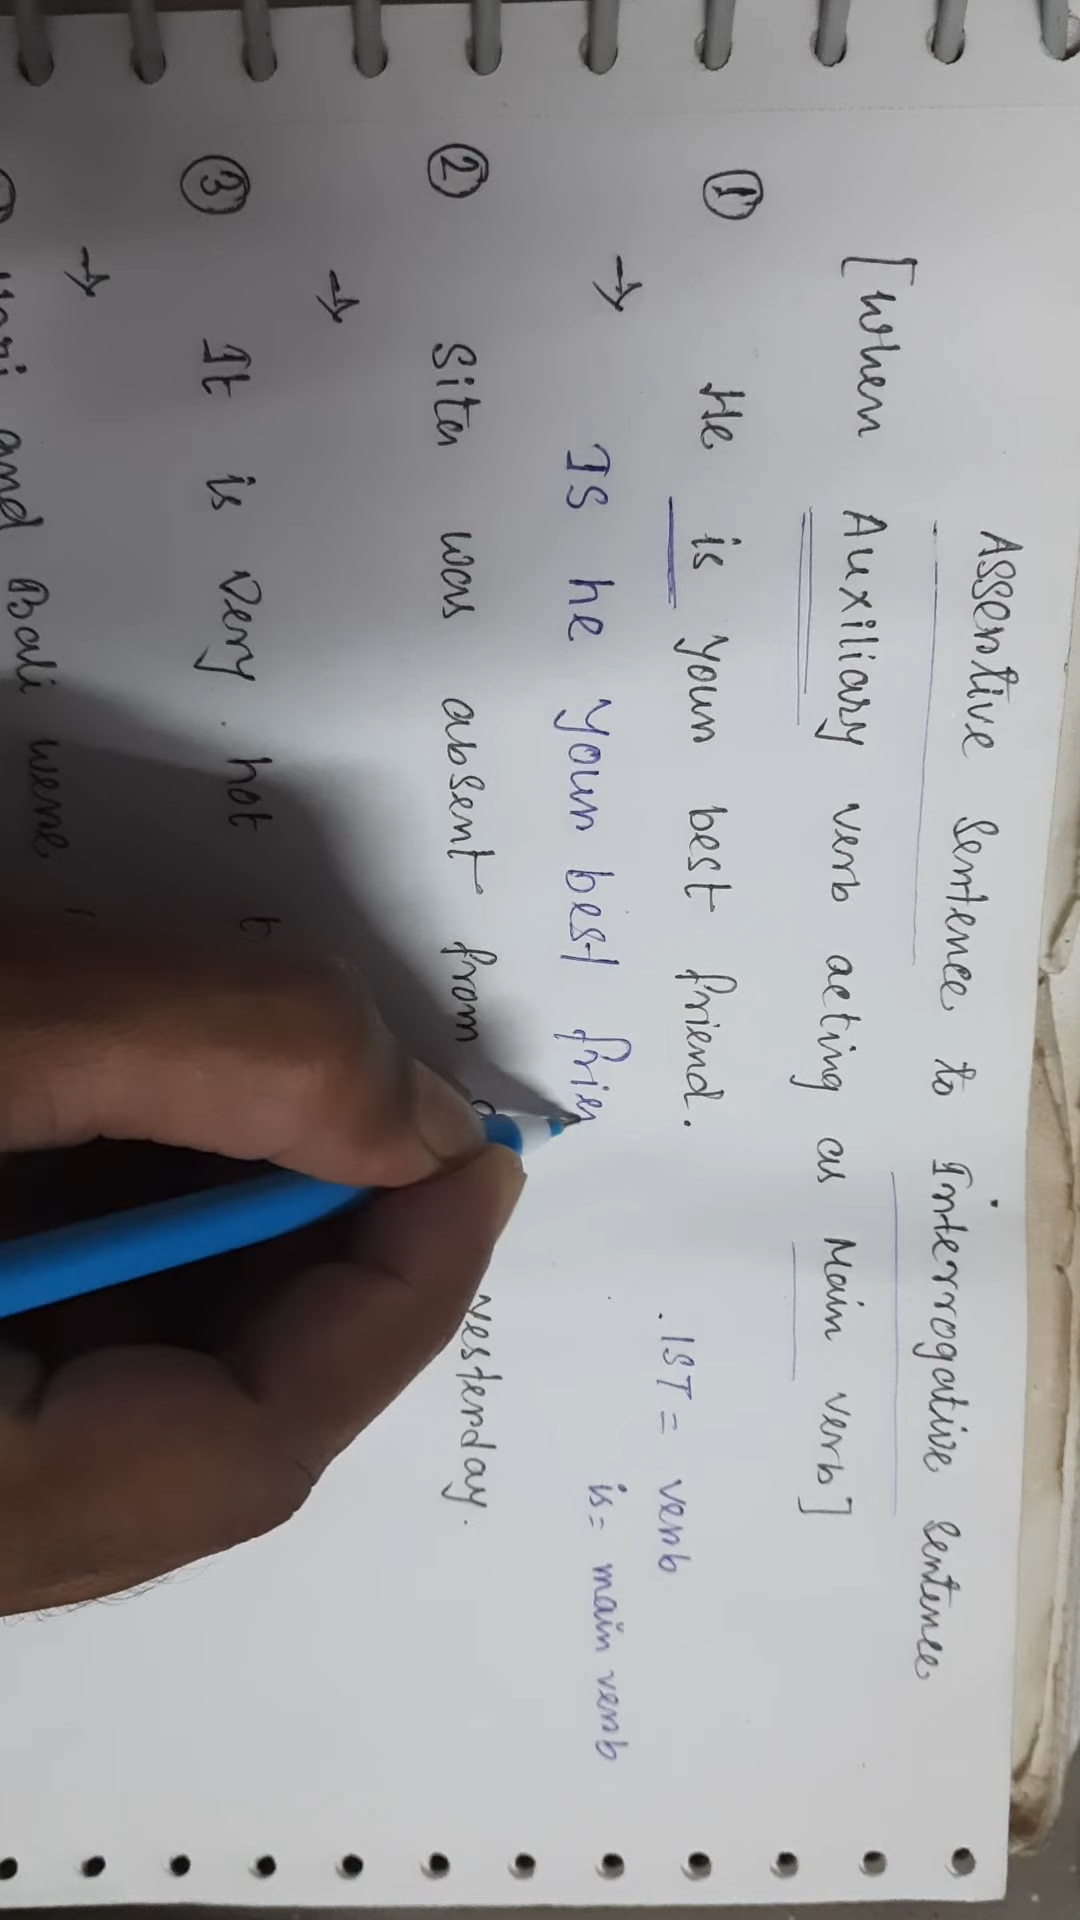 Assertive Sentence to Interrogative Sentence
[When Auxiliary verb acting as Main verb]
① He is your best friend. . IST = verb
→ Is he your best frien is = main verb
② Sita was absent from yesterday.
→
③ It is very hot
→
and Bali were